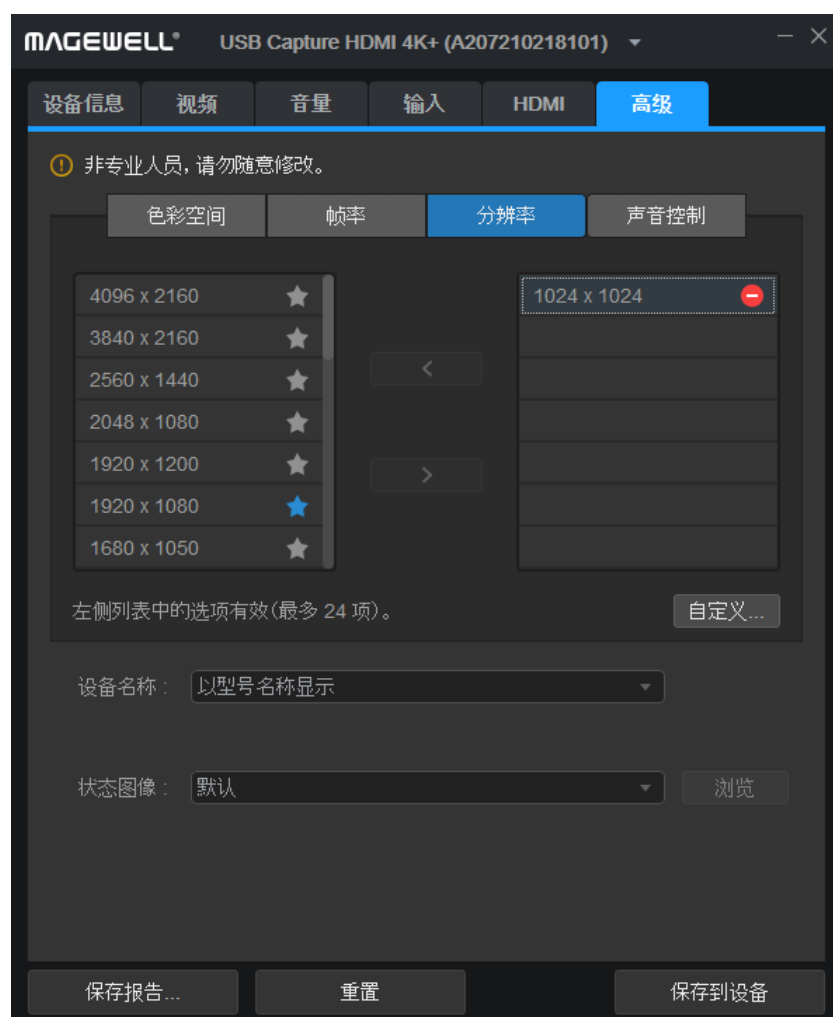 MAGEWELL® USB Capture HDMI 4K+ (A207210218101)
设备信息 视频 音量 输入 HDMI 高级
非专业人员，请勿随意修改。
色彩空间 帧率 分辨率 声音控制
4096 x 2160 1024 x 1024
3840 x 2160
2560 x 1440
2048 x 1080
1920 x 1200
1920 x 1080
1680 x 1050
左侧列表中的选项有效(最多 24 项)。 自定义...
设备名称： 以型号名称显示
状态图像： 默认 浏览
保存报告... 重置 保存到设备